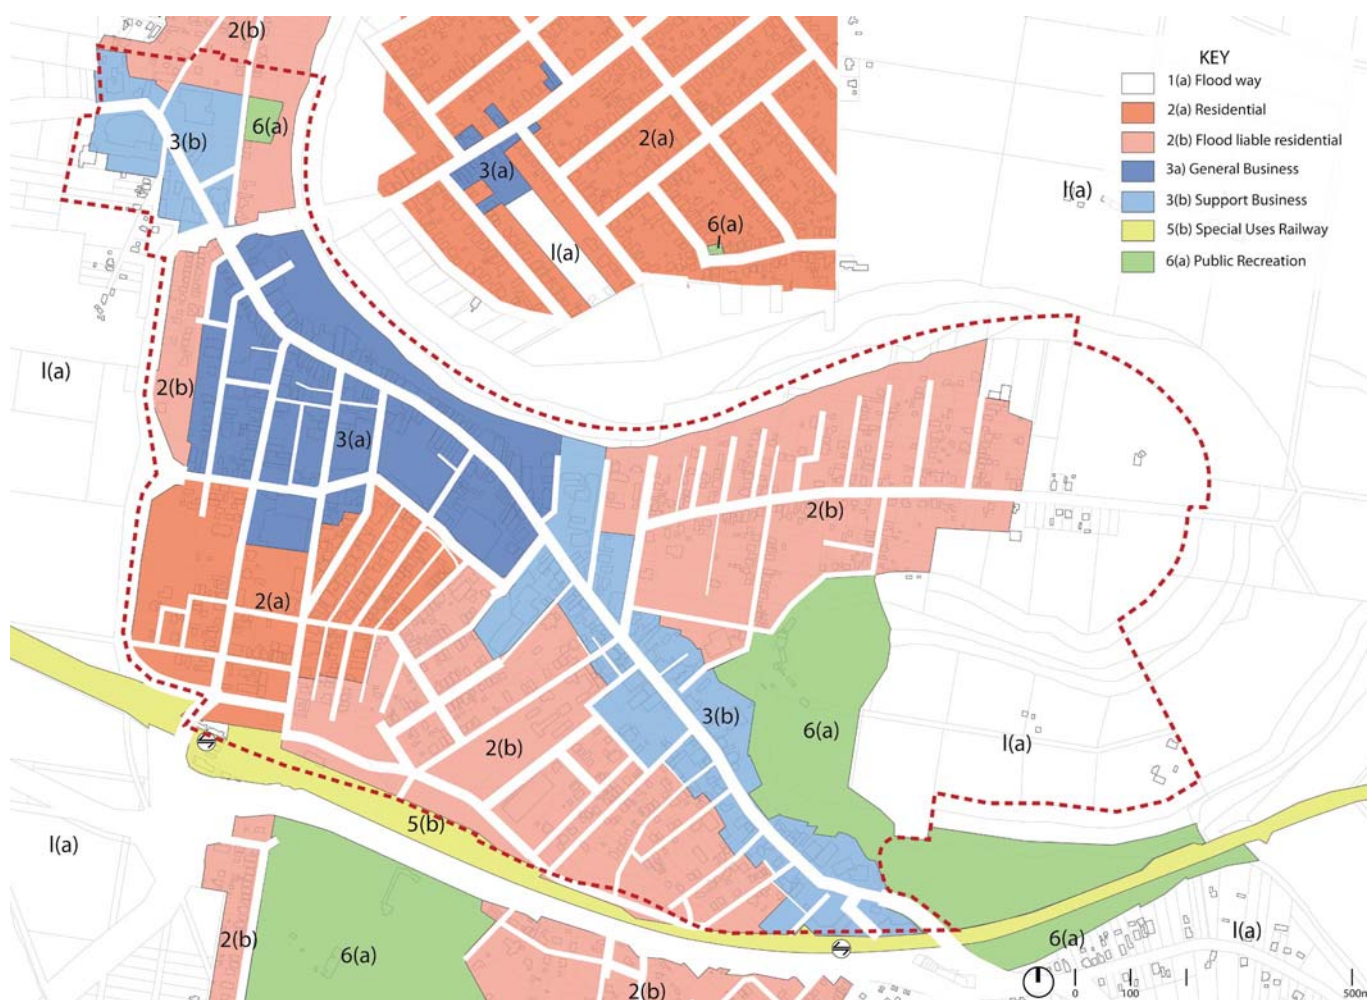 2(b)
KEY
1(a) Flood way
2(a) Residential
2(b) Flood liable residential
3a) General Business
3(b) Support Business
5(b) Special Uses Railway
6(a) Public Recreation
3(b)
6(a)
2(a)
3(a)
l(a)
6(a)
l(a)
l(a)
2(b)
3(a)
2(b)
2(a)
3(b)
6(a)
l(a)
2(b)
5(b)
l(a)
2(b)
6(a)
6(a)
l(a)
2(b)
0
100
500m